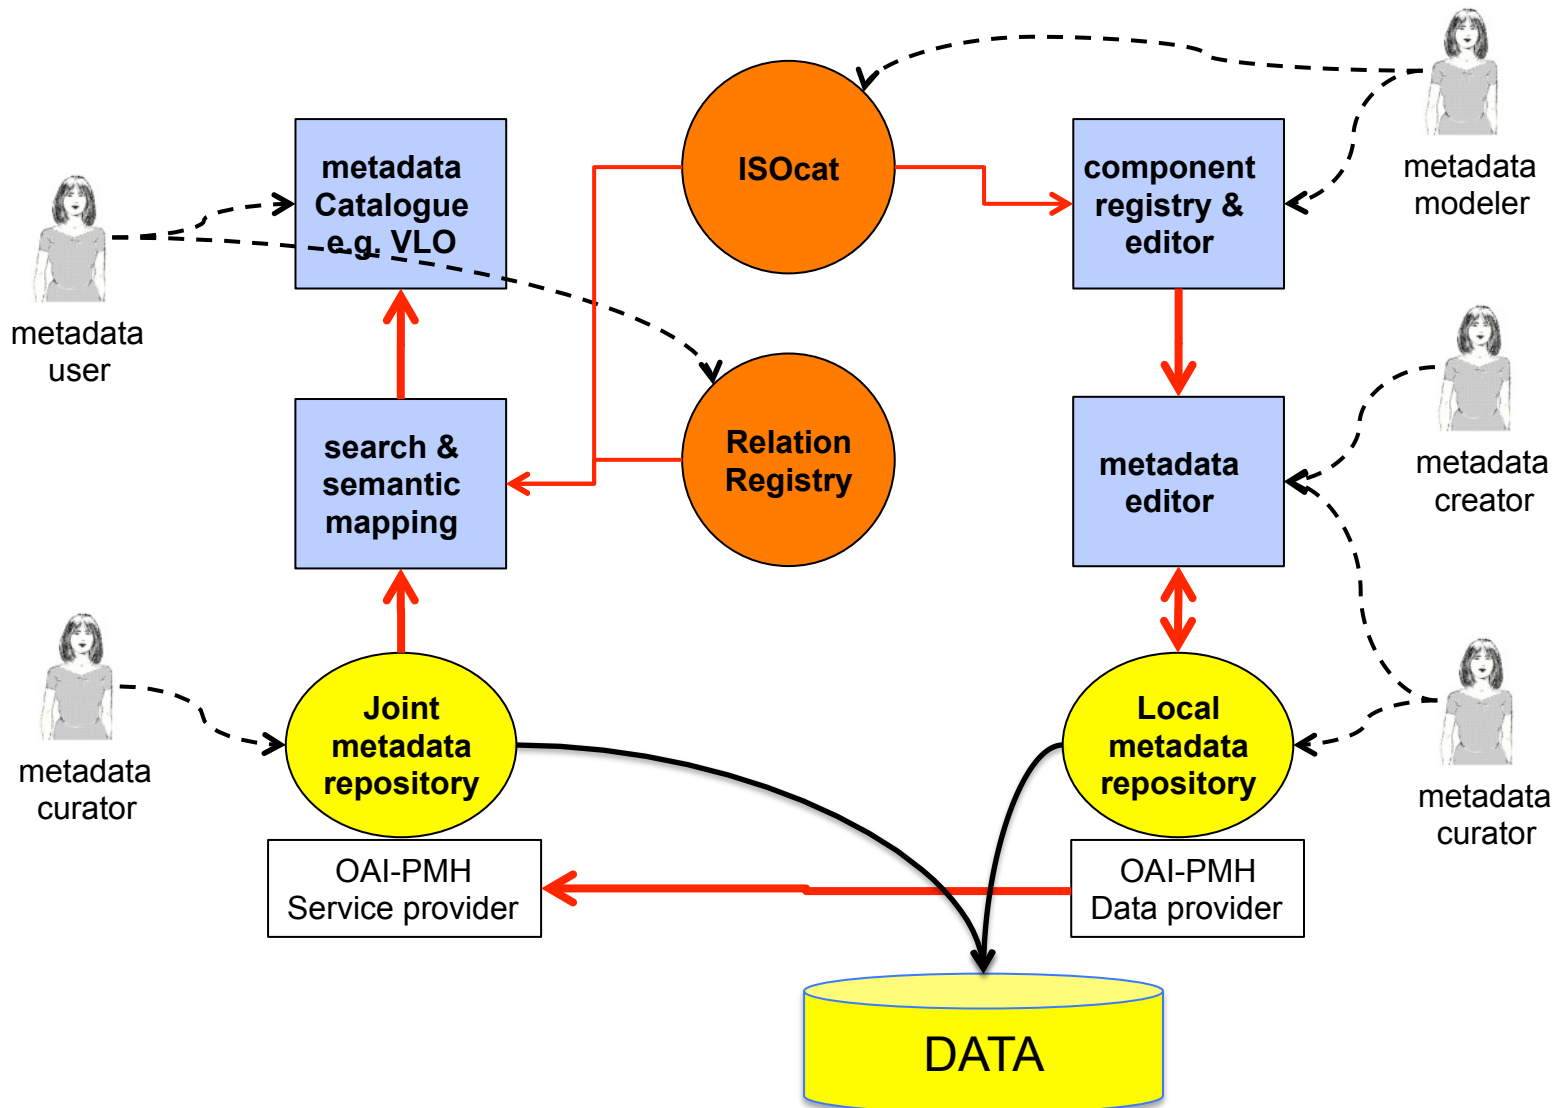 metadata
Catalogue
e.g. VLO
ISOcat
component
registry &
editor
metadata
modeler
metadata
user
search &
semantic
mapping
Relation
Registry
metadata
editor
metadata
creator
Joint
metadata
repository
Local
metadata
repository
metadata
curator
metadata
curator
OAI-PMH
Service provider
OAI-PMH
Data provider
DATA